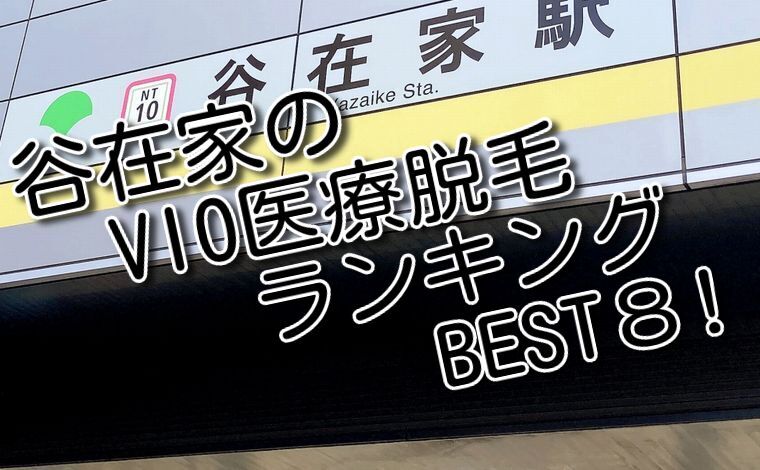 NT
10
谷在家駅
Yazaike Sta.
谷在家の
VIO医療脱毛
ランキング
BEST８！